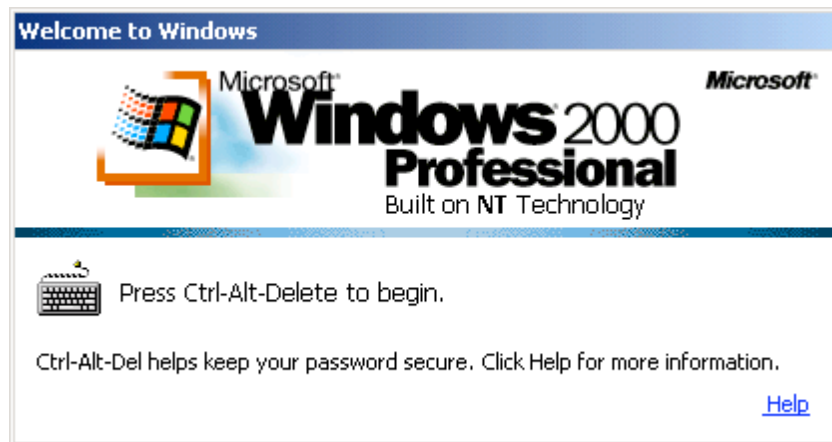 Welcome to Windows
Microsoft
Microsoft
Windows 2000
Professional
Built on NT Technology
Press Ctrl-Alt-Delete to begin.
Ctrl-Alt-Del helps keep your password secure. Click Help for more information.
Help